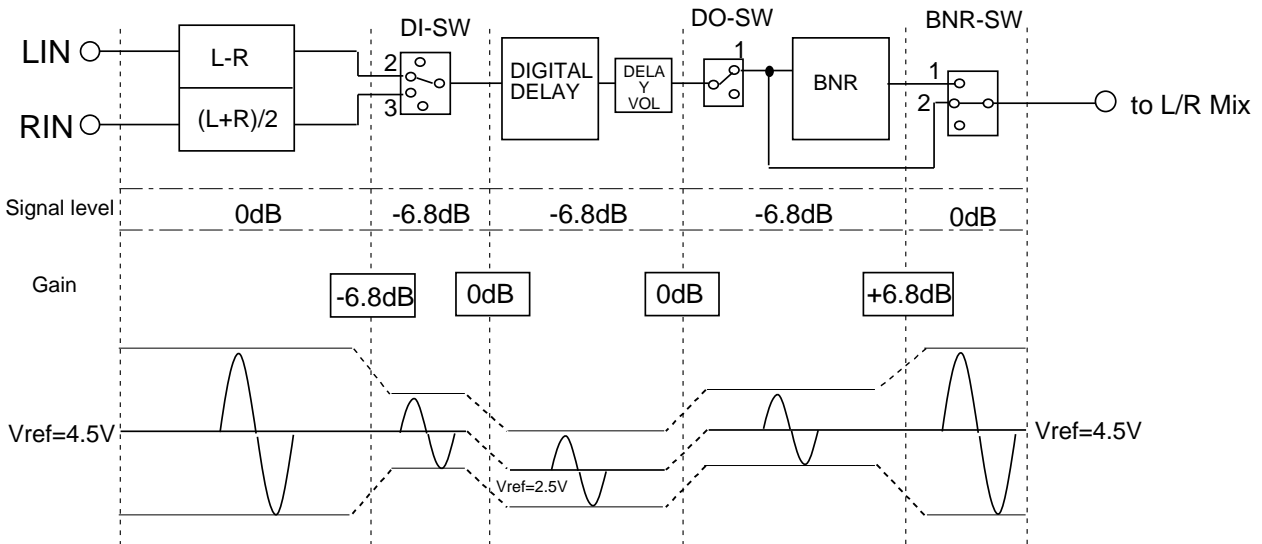 DI-SW
DO-SW
BNR-SW
LIN
L-R
2
DIGITAL
DELAY
DELA
Y
VOL
1
BNR
1
2
to L/R Mix
RIN
(L+R)/2
3
Signal level
0dB
-6.8dB
-6.8dB
-6.8dB
0dB
Gain
-6.8dB
0dB
0dB
+6.8dB
Vref=4.5V
Vref=4.5V
Vref=2.5V